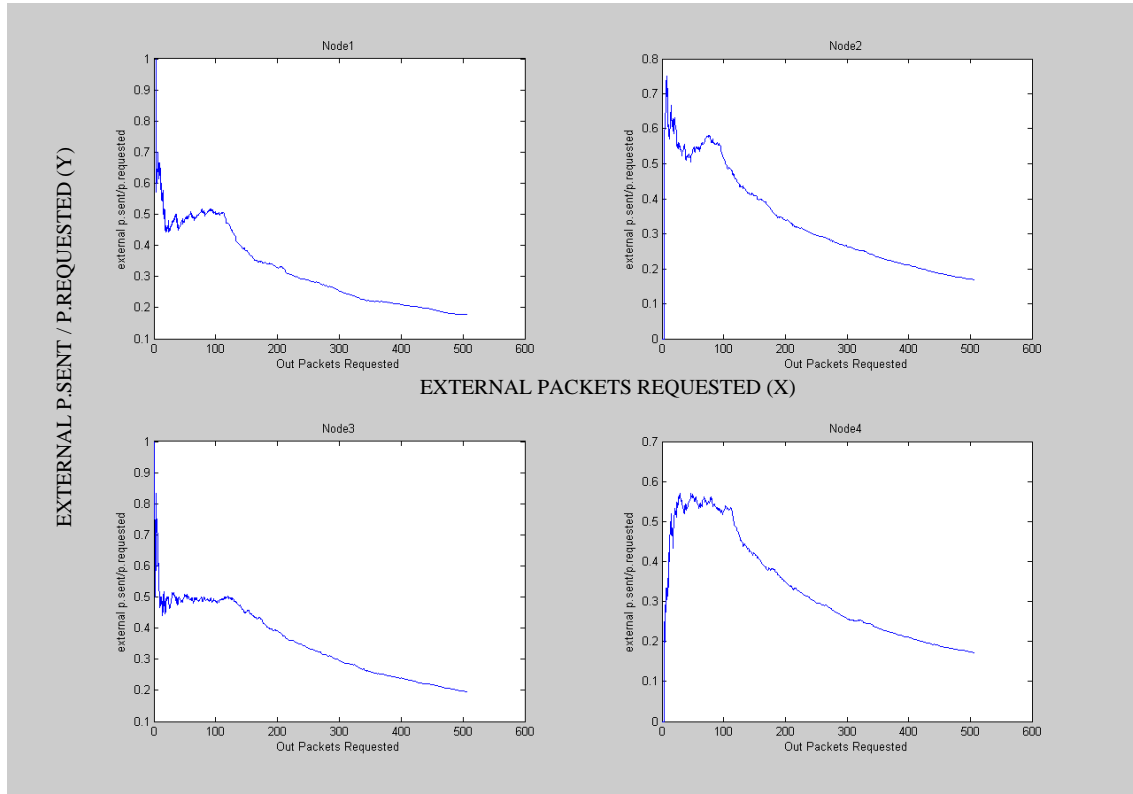 Node1
1
0.9
0.8
0.7
0.6
0.5
0.4
0.3
0.2
0.1
0 100 200 300 400 500 600
external p.sent/p.requested
Out Packets Requested
Node2
0.8
0.7
0.6
0.5
0.4
0.3
0.2
0.1
0
0 100 200 300 400 500 600
external p.sent/p.requested
Out Packets Requested
EXTERNAL P.SENT / P.REQUESTED (Y)
EXTERNAL PACKETS REQUESTED (X)
Node3
1
0.9
0.8
0.7
0.6
0.5
0.4
0.3
0.2
0.1
0 100 200 300 400 500 600
external p.sent/p.requested
Out Packets Requested
Node4
0.7
0.6
0.5
0.4
0.3
0.2
0.1
0
0 100 200 300 400 500 600
external p.sent/p.requested
Out Packets Requested